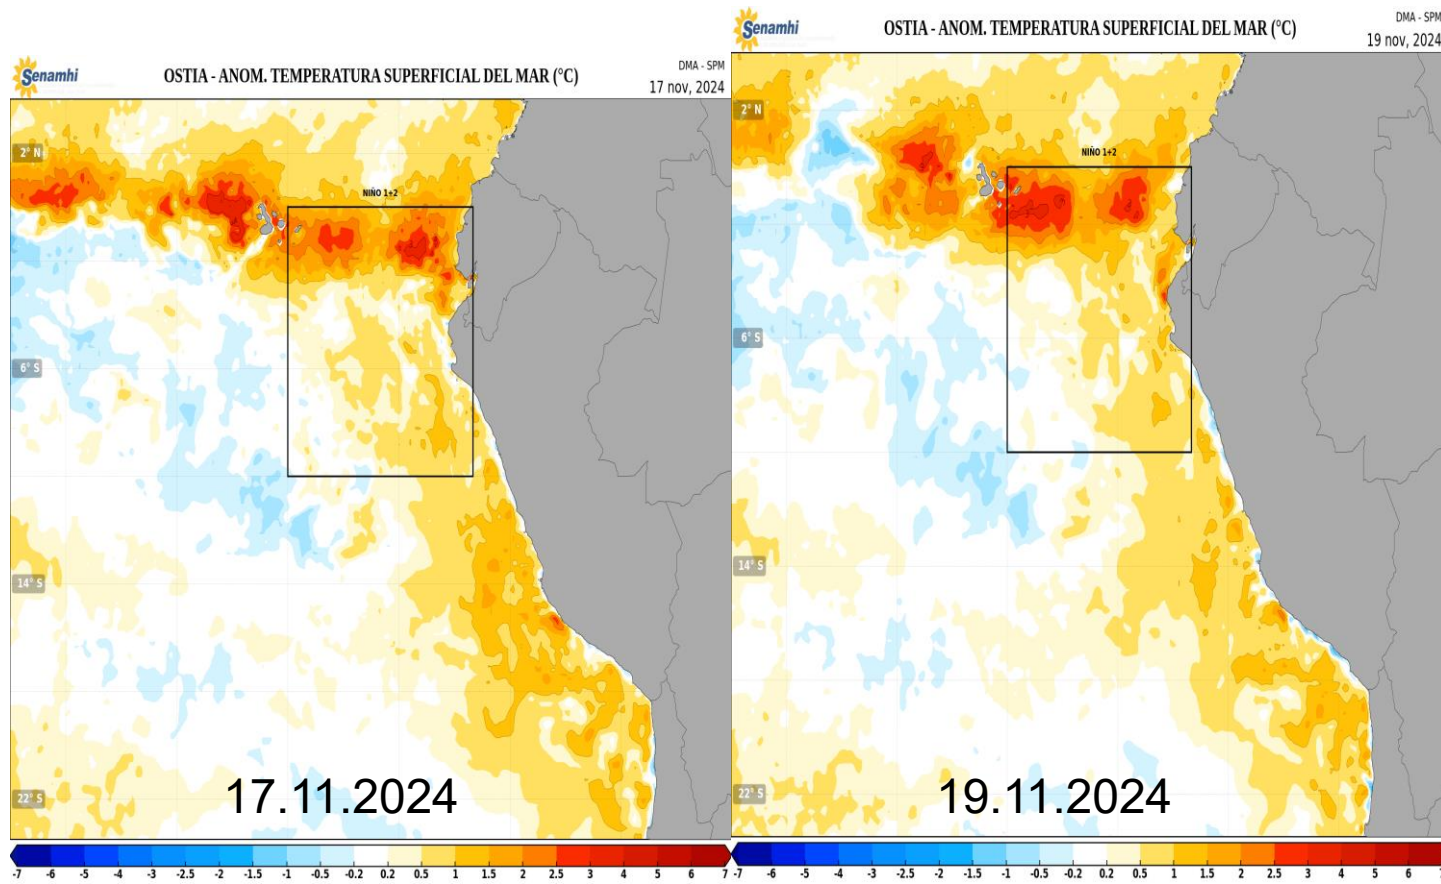 Senamhi
OSTIA - ANOM. TEMPERATURA SUPERFICIAL DEL MAR (°C)
DMA - SPM
17 nov, 2024
2° N
NIÑO 1+2
6° S
14° S
22° S
17.11.2024
-7 -6 -5 -4 -3 -2.5 -2 -1.5 -1 -0.5 -0.2 0.2 0.5 1 1.5 2 2.5 3 4 5 6 7
Senamhi
OSTIA - ANOM. TEMPERATURA SUPERFICIAL DEL MAR (°C)
DMA - SPM
19 nov, 2024
2° N
NIÑO 1+2
6° S
14° S
22° S
19.11.2024
-7 -6 -5 -4 -3 -2.5 -2 -1.5 -1 -0.5 -0.2 0.2 0.5 1 1.5 2 2.5 3 4 5 6